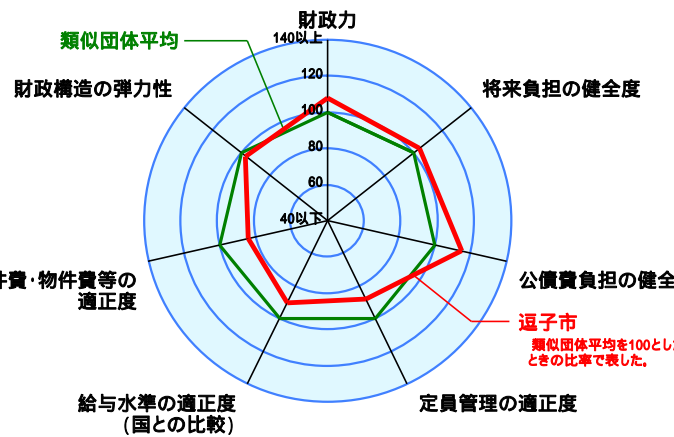 財政力
140以上
類似団体平均
120
財政構造の弾力性
将来負担の健全度
100
80
60
40以下
件費・物件費等の
適正度
公債費負担の健全
逗子市
類似団体平均を100とし
ときの比率で表した。
給与水準の適正度
(国との比較)
定員管理の適正度